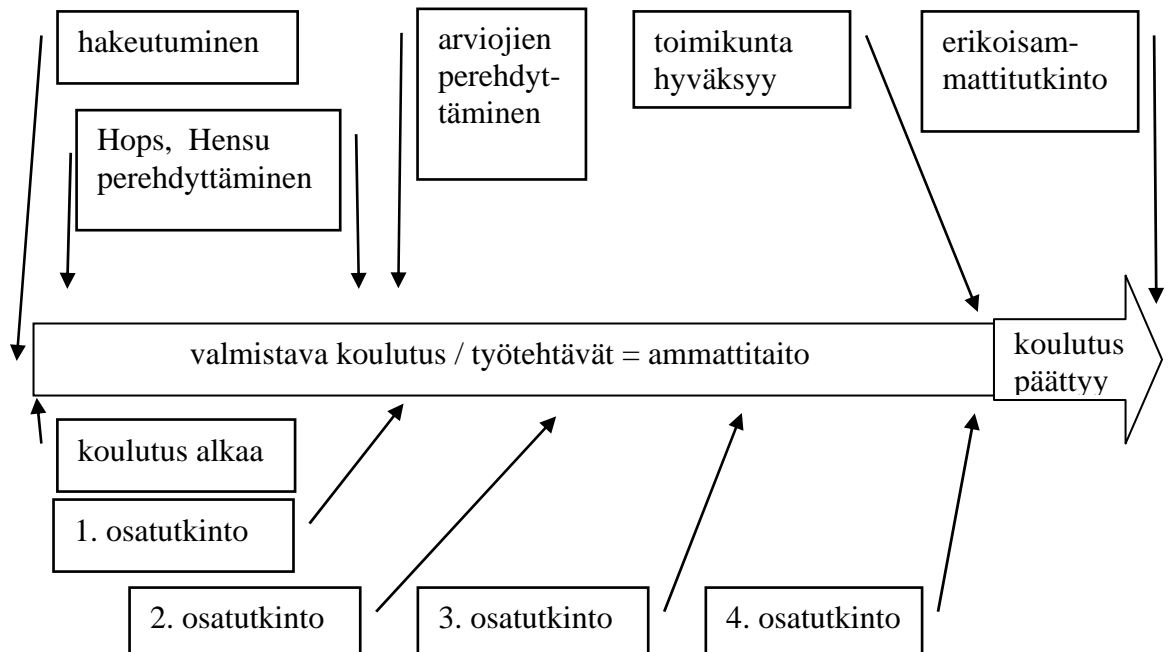 hakeutuminen
arviojien
perehdyt-
täminen
toimikunta
hyväksyy
erikoisam-
mattitutkinto
Hops, Hensu
perehdyttäminen
valmistava koulutus / työtehtävät = ammattitaito
koulutus
päättyy
koulutus alkaa
1. osatutkinto
2. osatutkinto
3. osatutkinto
4. osatutkinto